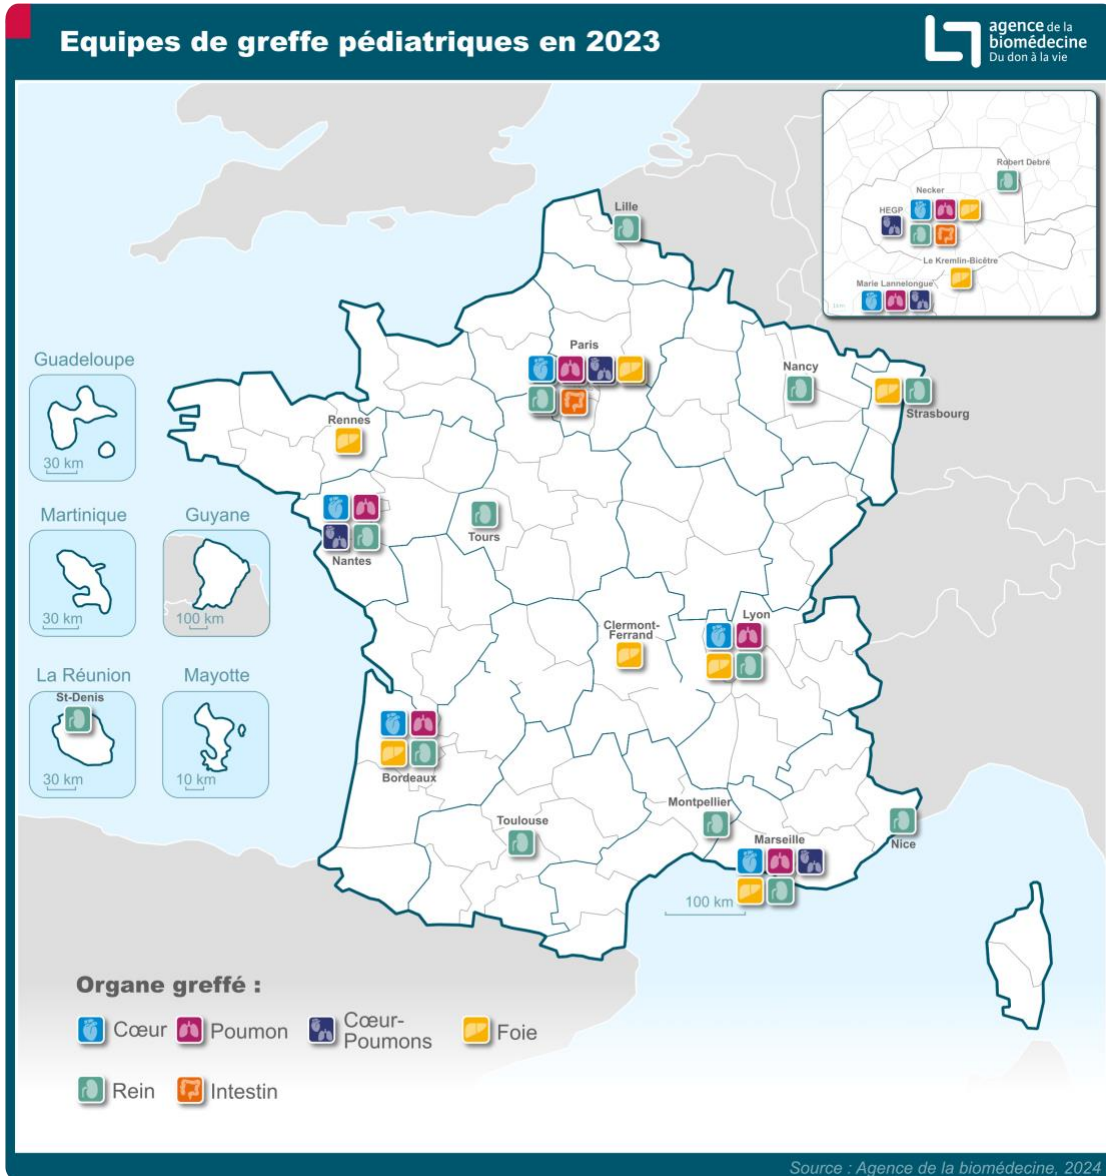 Equipes de greffe pédiatriques en 2023
agence de la
biomédecine
Du don à la vie
Robert Debré
Necker
HEGP
Le Kremlin-Bicêtre
Marie Lannelongue
Lille
Paris
Nancy
Strasbourg
Rennes
Nantes
Tours
Clermont-
Ferrand
Lyon
Bordeaux
Toulouse
Montpellier
Marseille
Nice
100 km
Guadeloupe
30 km
Martinique
30 km
Guyane
100 km
La Réunion
St-Denis
30 km
Mayotte
10 km
Organe greffé :
Cœur
Poumon
Cœur-
Poumons
Foie
Rein
Intestin
Source : Agence de la biomédecine, 2024